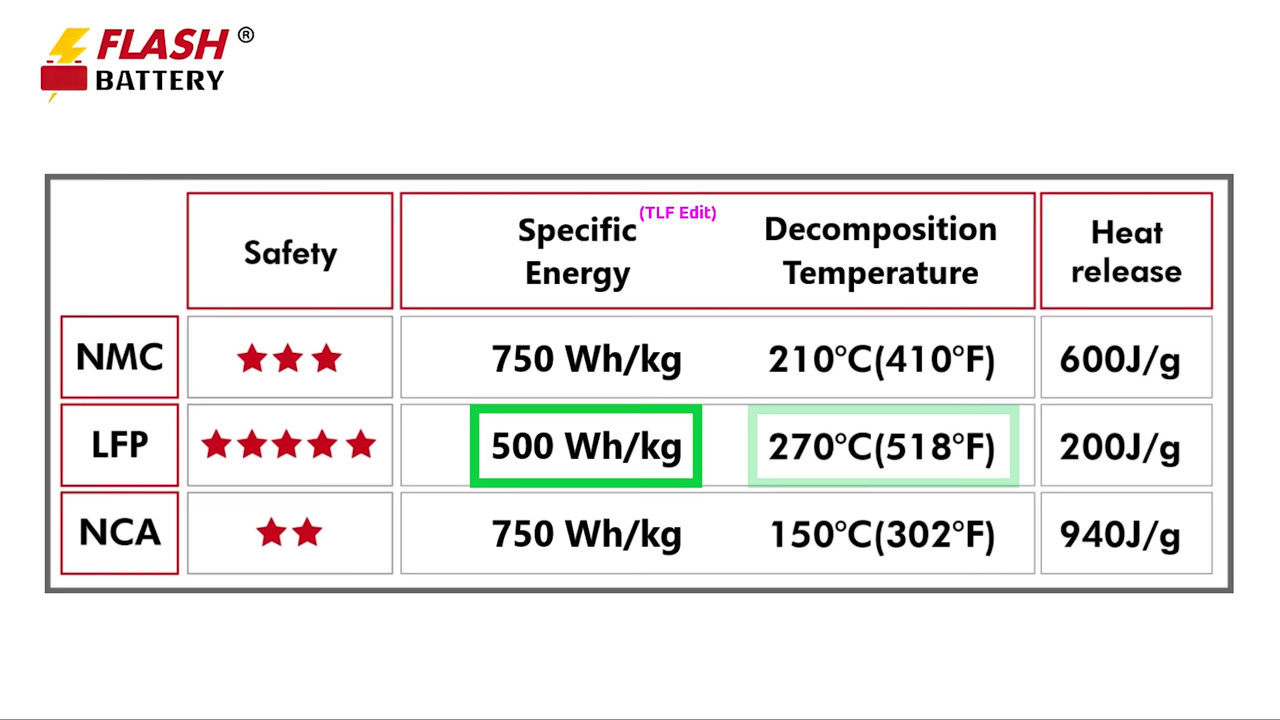 FLASH ®
BATTERY
Safety
Specific Energy
(TLF Edit)
Decomposition Temperature
Heat release
NMC
750 Wh/kg
210°C(410°F)
600J/g
LFP
500 Wh/kg
270°C(518°F)
200J/g
NCA
750 Wh/kg
150°C(302°F)
940J/g